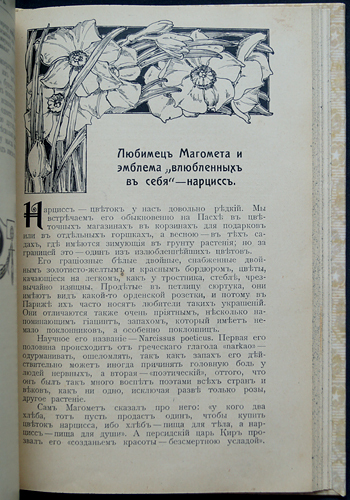 Любимецъ Магомета и
эмблема „влюбленныхъ
въ себя“—нарциссъ.
Нарциссъ—цвѣтокъ у насъ довольно рѣдкій. Мы
встрѣчаемъ его обыкновенно на Пасхѣ въ цвѣ-
точныхъ магазинахъ въ корзинахъ для подарковъ
или въ отдѣльныхъ горшкахъ, а весною—въ тѣхъ са-
дахъ, гдѣ имѣются зимующія въ грунту растенія; но за
границей это—одинъ изъ излюбленнѣйшихъ цвѣтовъ.
Его граціозные бѣлые двойные, снабженные двой-
нымъ золотисто-желтымъ и краснымъ бордюромъ, цвѣты,
качающіеся на легкомъ, какъ у тростника, стеблѣ, чрез-
вычайно изящны. Продѣтые въ петлицу сюртука, они
имѣютъ видъ какой-то орденской розетки, и потому въ
Парижѣ ихъ часто носятъ любители такихъ украшеній.
Они отличаются также очень пріятнымъ, нѣсколько на-
поминающимъ гіацинтъ, запахомъ, который имѣетъ не-
мало поклонниковъ, а особенно поклонницъ.
Научное его названіе—Narcissus poeticus. Первая его
половина происходитъ отъ греческаго глагола «narkao»—
одурманивать, ошеломлять, такъ какъ запахъ его дѣй-
ствительно можетъ иногда причинять головную боль у
людей нервныхъ, а вторая—«поэтическій», оттого, что
онъ былъ такъ много воспѣтъ поэтами всѣхъ странъ и
вѣковъ, какъ ни одно, исключая развѣ только розы,
другое растеніе.
Самъ Магометъ сказалъ про него: «у кого два
хлѣба, тотъ пусть продастъ одинъ, чтобы купить
цвѣтокъ нарцисса, ибо хлѣбъ—пища для тѣла, а нар-
циссъ—пища для души». А персидскій царь Киръ про-
звалъ его «созданьемъ красоты—безсмертною усладой».